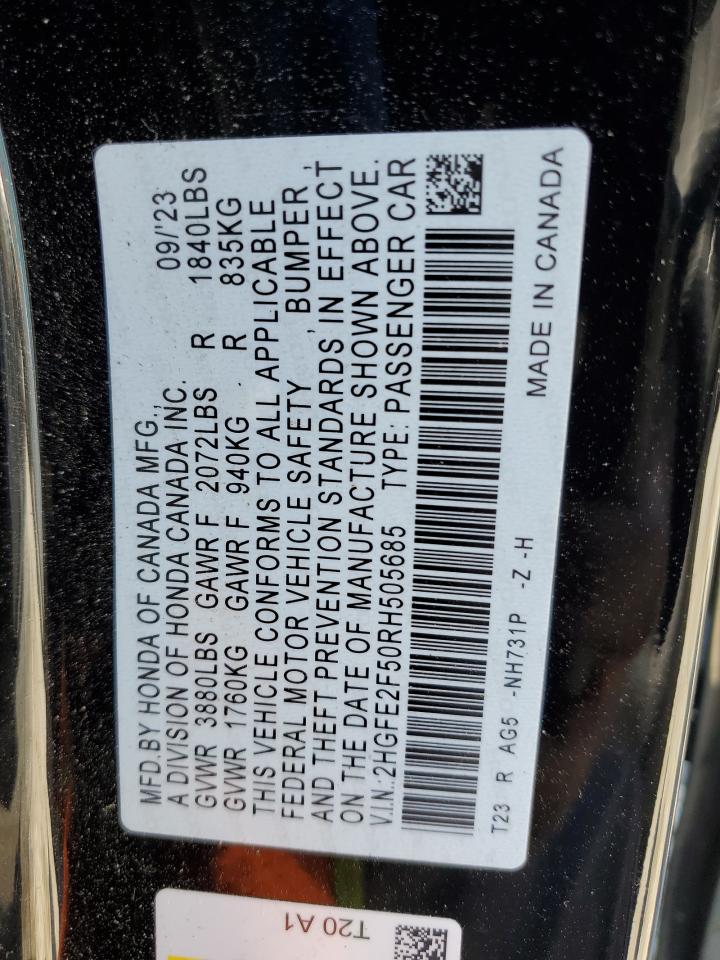 MFD.BY HONDA OF CANADA MFG., 09/'23
A DIVISION OF HONDA CANADA INC.
GVWR 3880LBS GAWR F 2072LBS R 1840LBS
GVWR 1760KG GAWR F 940KG R 835KG
THIS VEHICLE CONFORMS TO ALL APPLICABLE
FEDERAL MOTOR VEHICLE SAFETY , BUMPER ,
AND THEFT PREVENTION STANDARDS IN EFFECT
ON THE DATE OF MANUFACTURE SHOWN ABOVE.
V.I.N.:2HGFE2F50RH505685 TYPE: PASSENGER CAR
T23 R AG5 -NH731P -Z -H
MADE IN CANADA
T20 A1